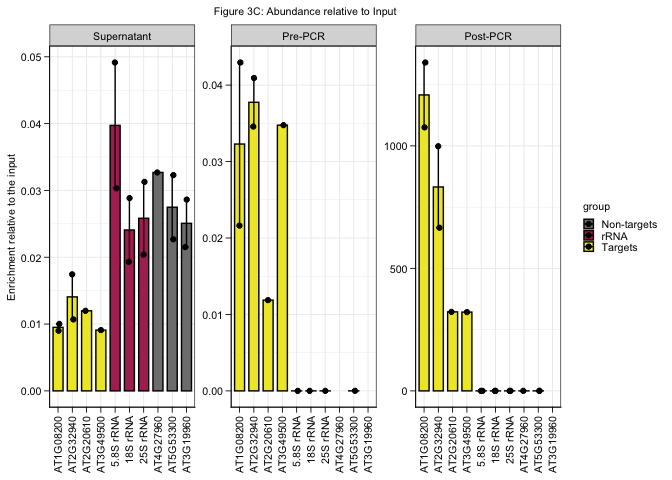 Figure 3C: Abundance relative to Input
Supernatant
Pre-PCR
Post-PCR
Enrichment relative to the input
0.05
0.04
0.03
0.02
0.01
0.00
0.04
0.03
0.02
0.01
0.00
1000
500
0
AT1G08200
AT2G32940
AT2G20610
AT3G49500
5.8S rRNA
18S rRNA
25S rRNA
AT4G27960
AT5G53300
AT3G19960
AT1G08200
AT2G32940
AT2G20610
AT3G49500
5.8S rRNA
18S rRNA
25S rRNA
AT4G27960
AT5G53300
AT3G19960
AT1G08200
AT2G32940
AT2G20610
AT3G49500
5.8S rRNA
18S rRNA
25S rRNA
AT4G27960
AT5G53300
AT3G19960
group
Non-targets
rRNA
Targets